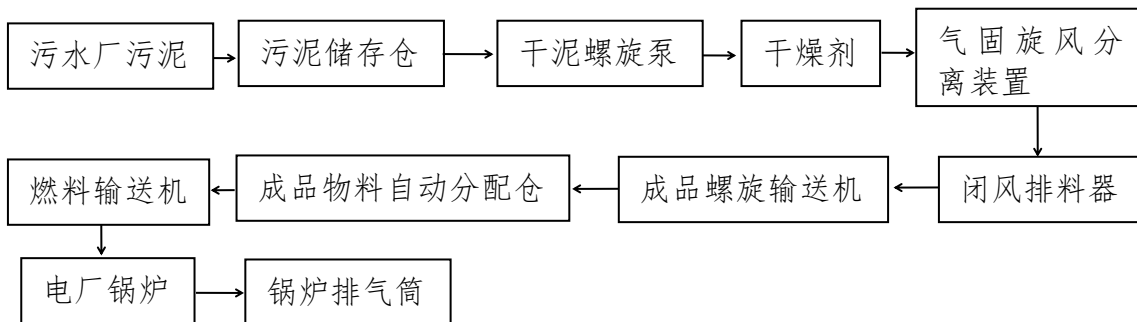 污水厂污泥
污泥储存仓
干泥螺旋泵
干燥剂
气固旋风分
离装置
燃料输送机
成品物料自动分配仓
成品螺旋输送机
闭风排料器
电厂锅炉
锅炉排气筒